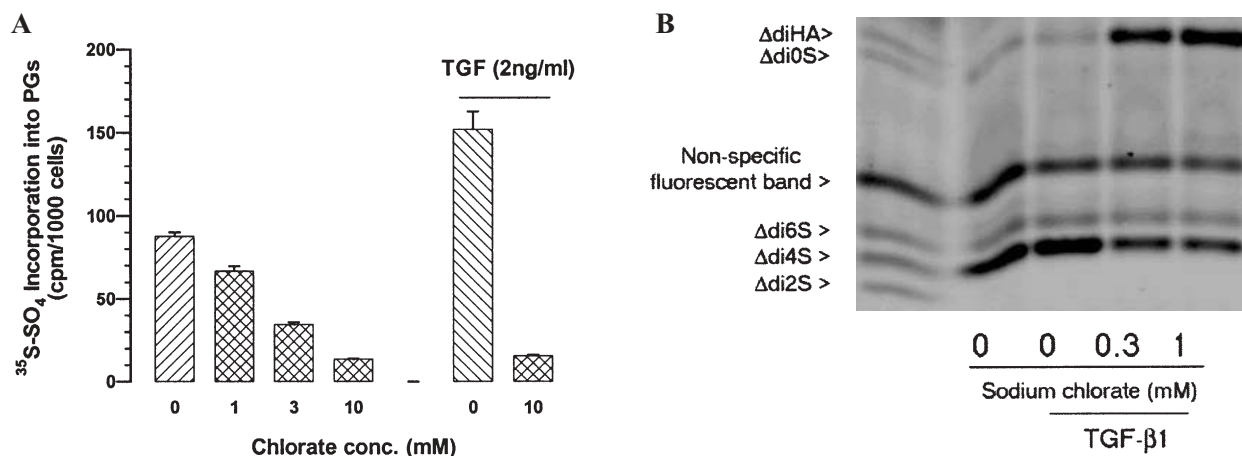 A
³⁵S-SO₄ Incorporation into PGs
(cpm/1000 cells)
200
150
100
50
0
TGF (2ng/ml)
0 1 3 10 0 10
Chlorate conc. (mM)
B
ΔdiHA>
Δdi0S>
Non-specific
fluorescent band >
Δdi6S >
Δdi4S >
Δdi2S >
0 0 0.3 1
Sodium chlorate (mM)
TGF-β1